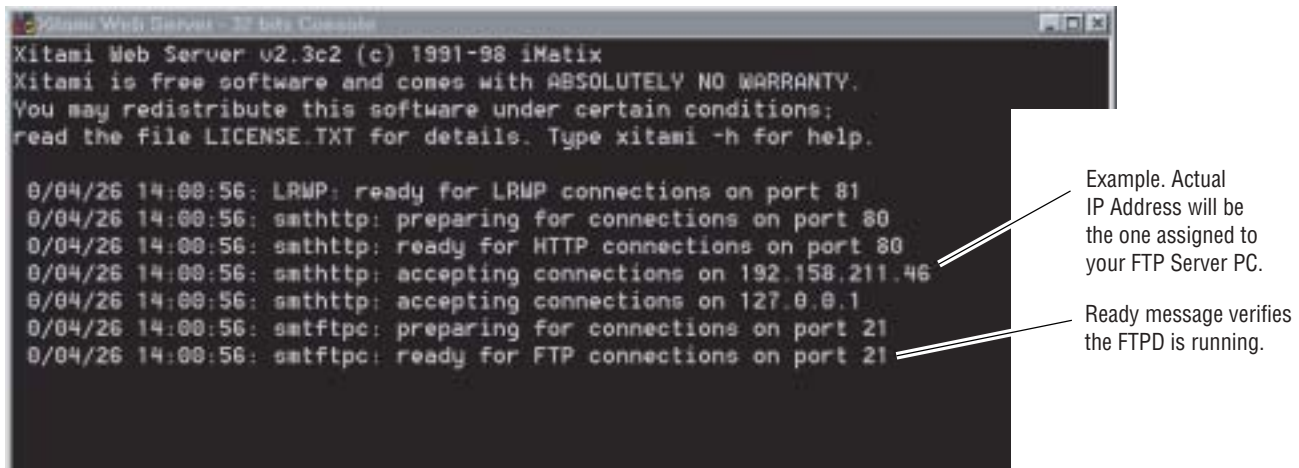 Xitami Web Server - 32 bits Console
Xitami Web Server v2.3c2 (c) 1991-98 iMatix
Xitami is free software and comes with ABSOLUTELY NO WARRANTY.
You may redistribute this software under certain conditions;
read the file LICENSE.TXT for details. Type xitami -h for help.
0/04/26 14:00:56: LRWP: ready for LRWP connections on port 81
0/04/26 14:00:56: smthttp: preparing for connections on port 80
0/04/26 14:00:56: smthttp: ready for HTTP connections on port 80
0/04/26 14:00:56: smthttp: accepting connections on 192.158.211.46
0/04/26 14:00:56: smthttp: accepting connections on 127.0.0.1
0/04/26 14:00:56: smtftpc: preparing for connections on port 21
0/04/26 14:00:56: smtftpc: ready for FTP connections on port 21
Example. Actual
IP Address will be
the one assigned to
your FTP Server PC.
Ready message verifies
the FTPD is running.